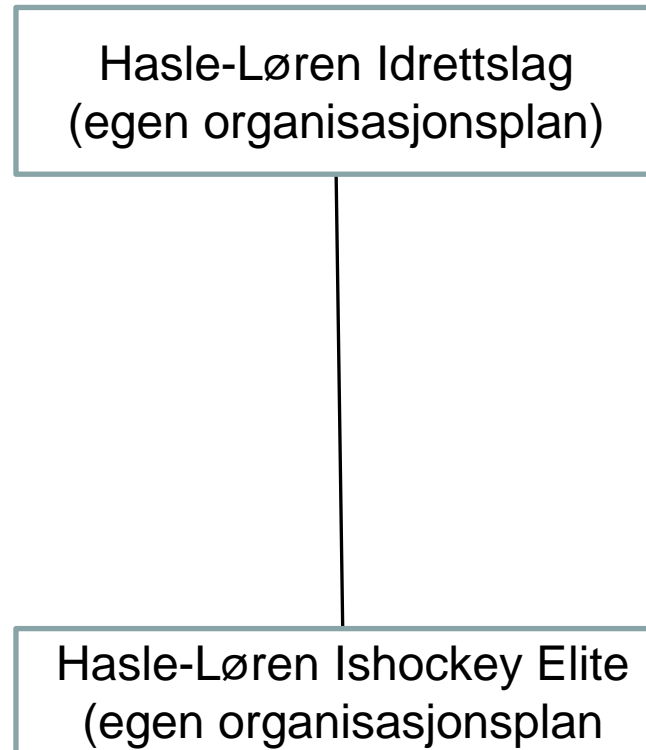 Hasle-Løren Idrettslag
(egen organisasjonsplan)
Hasle-Løren Ishockey Elite
(egen organisasjonsplan